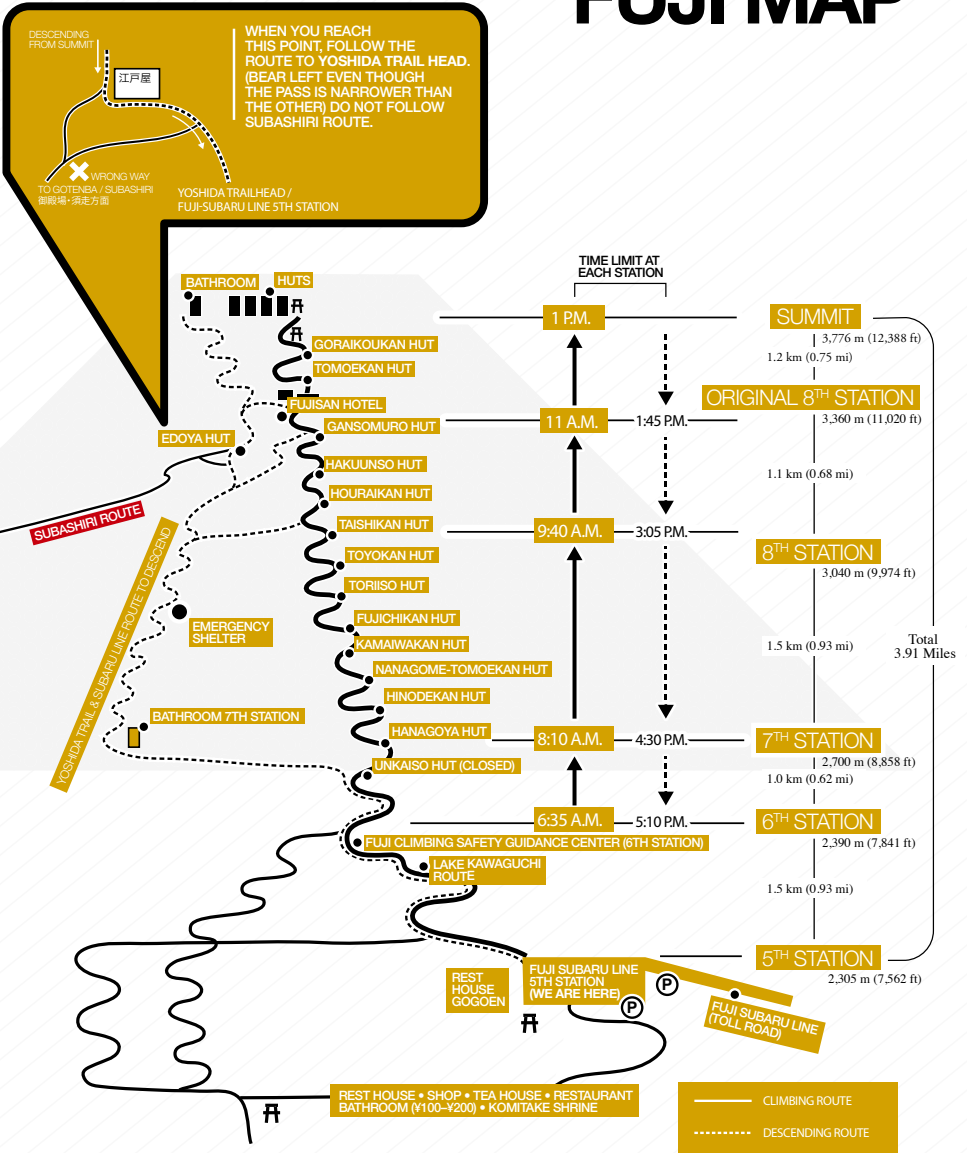 FUJI MAP
DESCENDING
FROM SUMMIT
江戸屋
WRONG WAY
TO GOTENBA / SUBASHIRI
御殿場・須走方面
YOSHIDA TRAILHEAD /
FUJI-SUBARU LINE 5TH STATION
WHEN YOU REACH
THIS POINT, FOLLOW THE
ROUTE TO YOSHIDA TRAIL HEAD.
(BEAR LEFT EVEN THOUGH
THE PASS IS NARROWER THAN
THE OTHER) DO NOT FOLLOW
SUBASHIRI ROUTE.
BATHROOM
HUTS
GORAIKOUKAN HUT
TOMOEKAN HUT
FUJISAN HOTEL
GANSOMURO HUT
EDOYA HUT
HAKUUNSO HUT
HOURAIKAN HUT
SUBASHIRI ROUTE
TAISHIKAN HUT
TOYOKAN HUT
TORIISO HUT
YOSHIDA TRAIL & SUBARU LINE ROUTE TO DESCEND
EMERGENCY
SHELTER
FUJICHIKAN HUT
KAMAIWAKAN HUT
NANAGOME-TOMOEKAN HUT
HINODEKAN HUT
BATHROOM 7TH STATION
HANAGOYA HUT
UNKAISO HUT (CLOSED)
FUJI CLIMBING SAFETY GUIDANCE CENTER (6TH STATION)
LAKE KAWAGUCHI
ROUTE
TIME LIMIT AT
EACH STATION
1 P.M.
11 A.M.
1:45 P.M.
9:40 A.M.
3:05 P.M.
8:10 A.M.
4:30 P.M.
6:35 A.M.
5:10 P.M.
SUMMIT
3,776 m (12,388 ft)
1.2 km (0.75 mi)
ORIGINAL 8TH STATION
3,360 m (11,020 ft)
1.1 km (0.68 mi)
8TH STATION
3,040 m (9,974 ft)
1.5 km (0.93 mi)
Total
3.91 Miles
7TH STATION
2,700 m (8,858 ft)
1.0 km (0.62 mi)
6TH STATION
2,390 m (7,841 ft)
1.5 km (0.93 mi)
5TH STATION
2,305 m (7,562 ft)
REST
HOUSE
GOGOEN
FUJI SUBARU LINE
5TH STATION
(WE ARE HERE)
P
P
FUJI SUBARU LINE
(TOLL ROAD)
REST HOUSE • SHOP • TEA HOUSE • RESTAURANT
BATHROOM (¥100–¥200) • KOMITAKE SHRINE
CLIMBING ROUTE
DESCENDING ROUTE